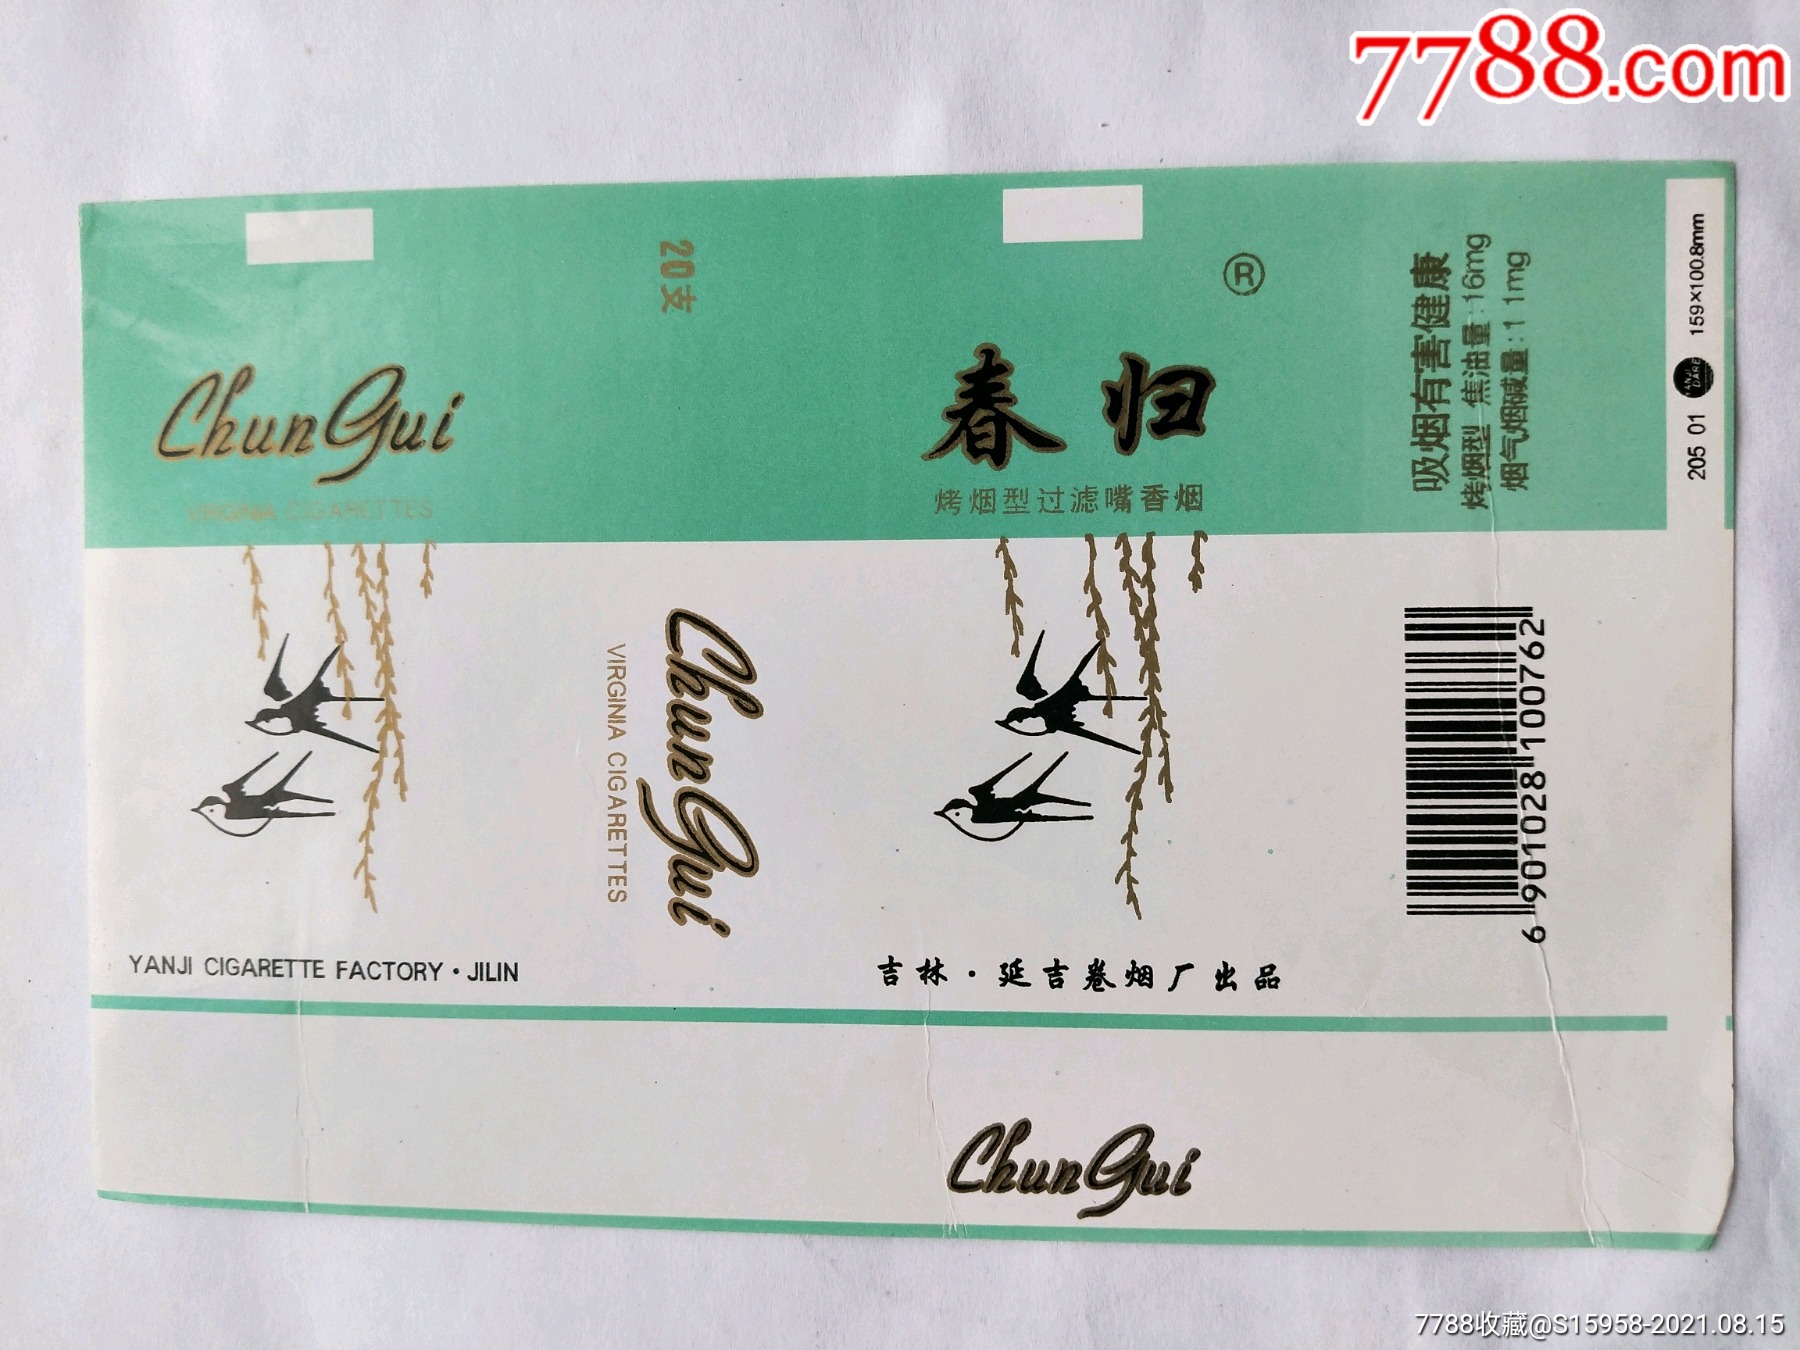 7788.com
20支
®
ChunGui
VIRGINIA CIGARETTES
春归
烤烟型过滤嘴香烟
吸烟有害健康
烤烟型 焦油量:16mg
烟气烟碱量:1 1mg
205 01
159×100.8mm
ChunGui
VIRGINIA CIGARETTES
6 901028 100762
YANJI CIGARETTE FACTORY·JILIN
吉林·延吉卷烟厂出品
ChunGui
7788收藏@S15958-2021.08.15